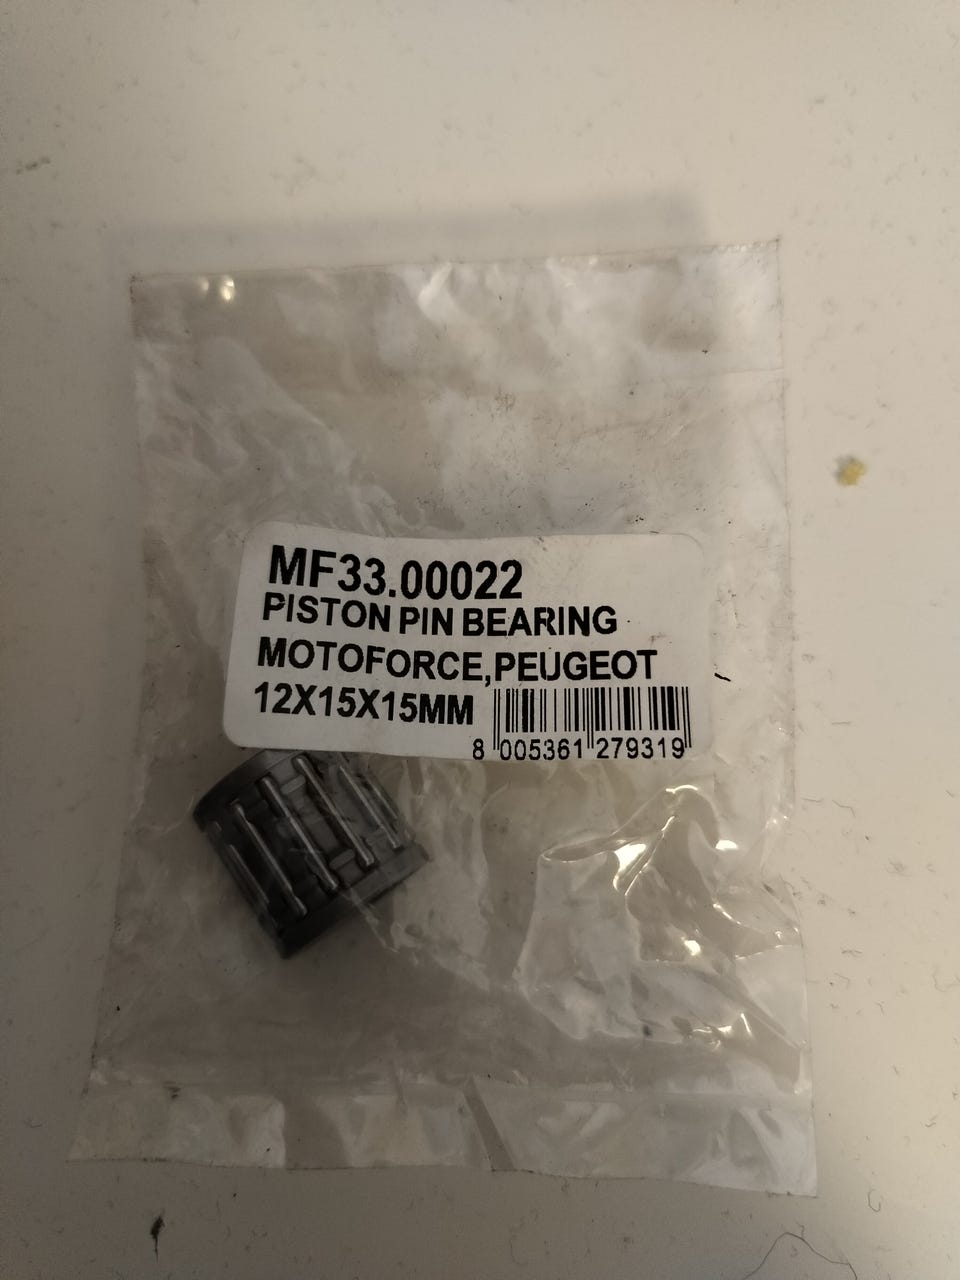 MF33.00022
PISTON PIN BEARING
MOTOFORCE,PEUGEOT
12X15X15MM
8 005361 279319